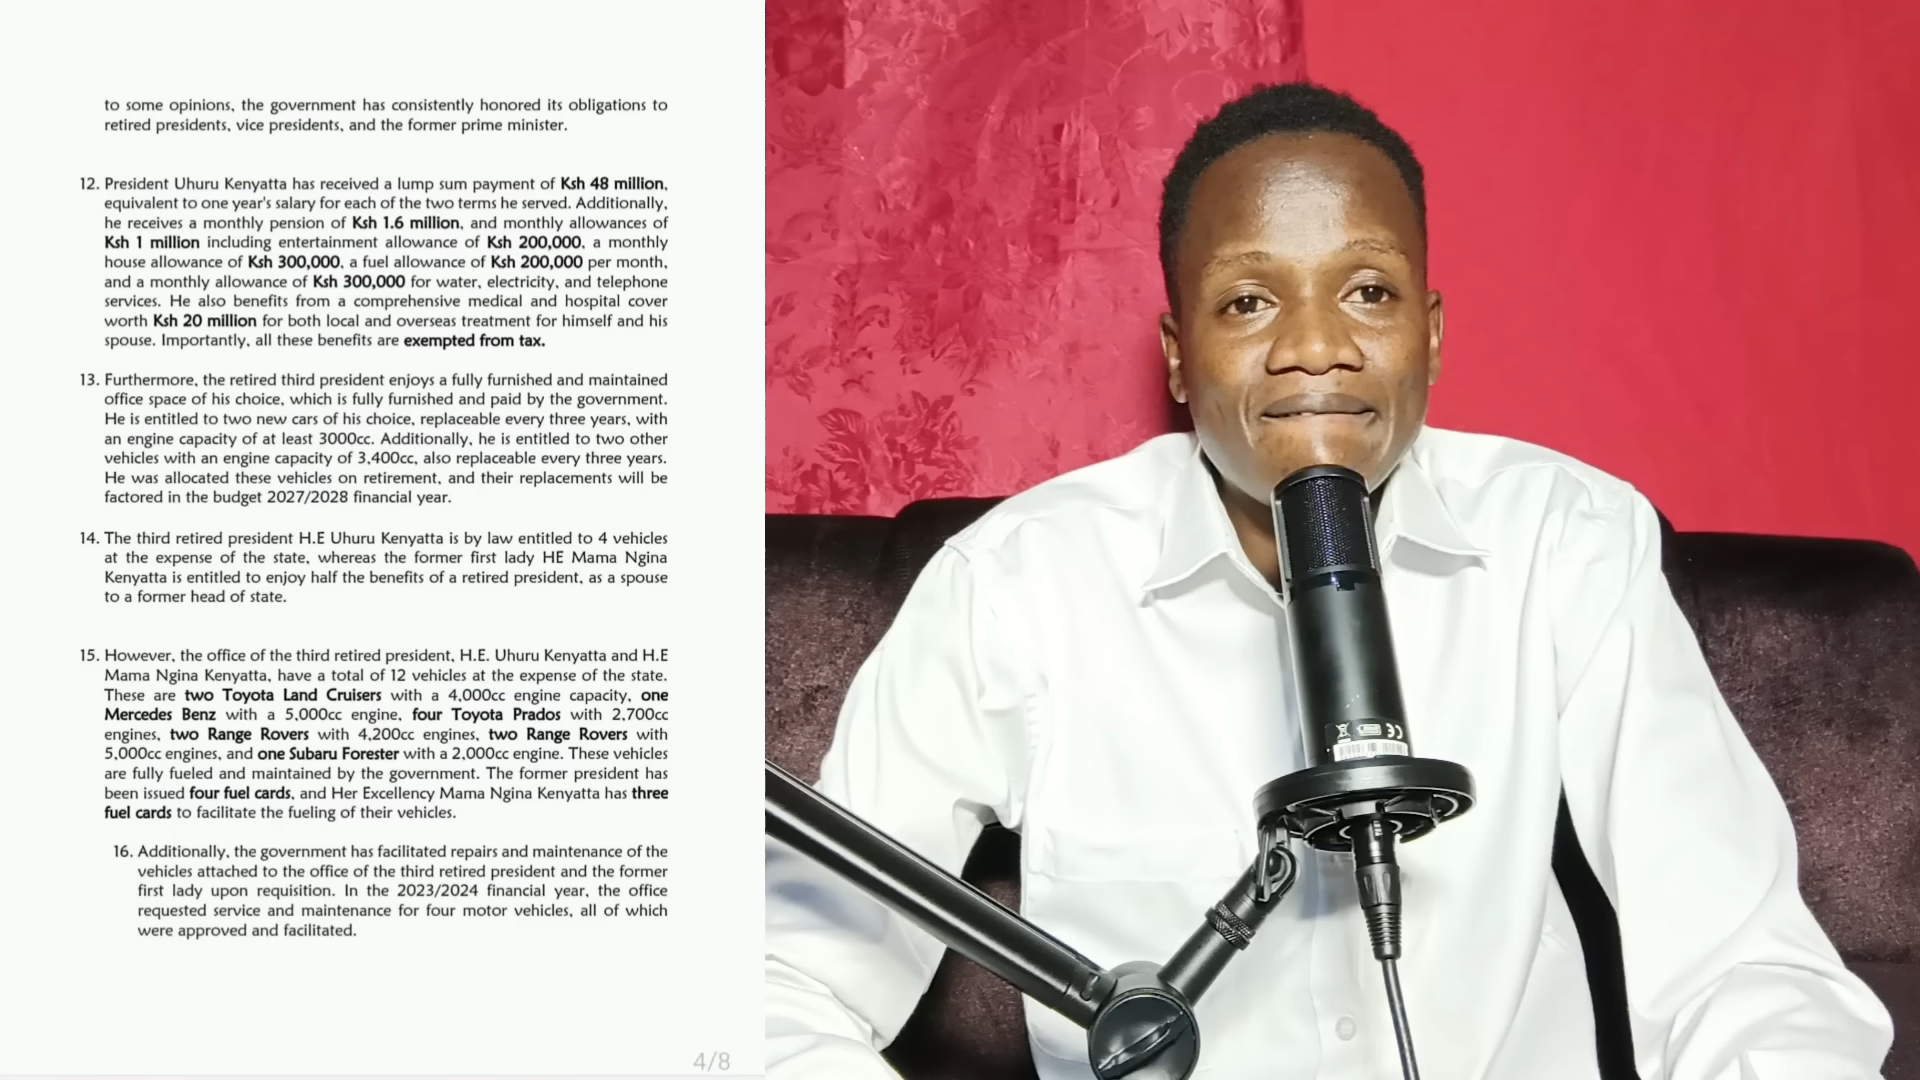 to some opinions, the government has consistently honored its obligations to
retired presidents, vice presidents, and the former prime minister.
12. President Uhuru Kenyatta has received a lump sum payment of Ksh 48 million,
equivalent to one year's salary for each of the two terms he served. Additionally,
he receives a monthly pension of Ksh 1.6 million, and monthly allowances of
Ksh 1 million including entertainment allowance of Ksh 200,000, a monthly
house allowance of Ksh 300,000, a fuel allowance of Ksh 200,000 per month,
and a monthly allowance of Ksh 300,000 for water, electricity, and telephone
services. He also benefits from a comprehensive medical and hospital cover
worth Ksh 20 million for both local and overseas treatment for himself and his
spouse. Importantly, all these benefits are exempted from tax.
13. Furthermore, the retired third president enjoys a fully furnished and maintained
office space of his choice, which is fully furnished and paid by the government.
He is entitled to two new cars of his choice, replaceable every three years, with
an engine capacity of at least 3000cc. Additionally, he is entitled to two other
vehicles with an engine capacity of 3,400cc, also replaceable every three years.
He was allocated these vehicles on retirement, and their replacements will be
factored in the budget 2027/2028 financial year.
14. The third retired president H.E Uhuru Kenyatta is by law entitled to 4 vehicles
at the expense of the state, whereas the former first lady HE Mama Ngina
Kenyatta is entitled to enjoy half the benefits of a retired president, as a spouse
to a former head of state.
15. However, the office of the third retired president, H.E. Uhuru Kenyatta and H.E
Mama Ngina Kenyatta, have a total of 12 vehicles at the expense of the state.
These are two Toyota Land Cruisers with a 4,000cc engine capacity, one
Mercedes Benz with a 5,000cc engine, four Toyota Prados with 2,700cc
engines, two Range Rovers with 4,200cc engines, two Range Rovers with
5,000cc engines, and one Subaru Forester with a 2,000cc engine. These vehicles
are fully fueled and maintained by the government. The former president has
been issued four fuel cards, and Her Excellency Mama Ngina Kenyatta has three
fuel cards to facilitate the fueling of their vehicles.
16. Additionally, the government has facilitated repairs and maintenance of the
vehicles attached to the office of the third retired president and the former
first lady upon requisition. In the 2023/2024 financial year, the office
requested service and maintenance for four motor vehicles, all of which
were approved and facilitated.
4/8